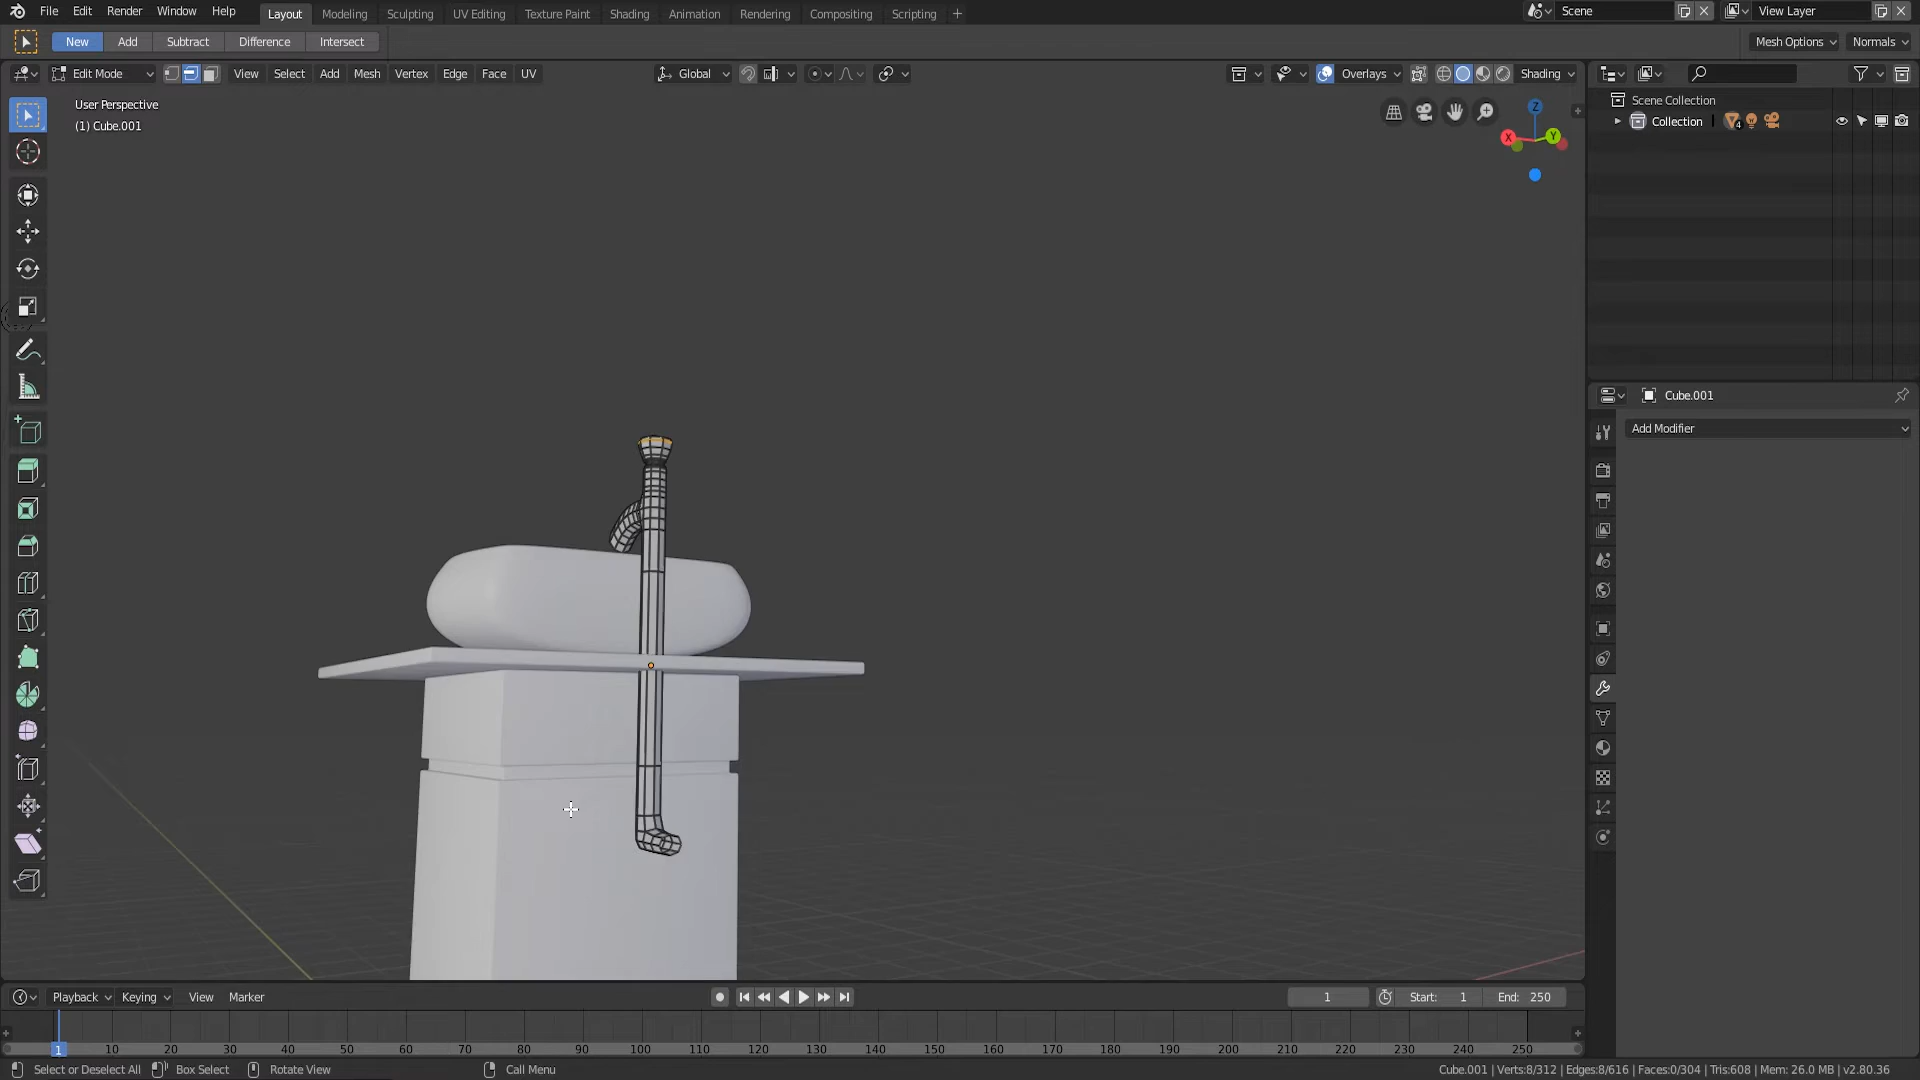 File Edit Render Window Help Layout Modeling Sculpting UV Editing Texture Paint Shading Animation Rendering Compositing Scripting + Scene View Layer
New Add Subtract Difference Intersect Mesh Options Normals
Edit Mode View Select Add Mesh Vertex Edge Face UV Global Overlays Shading
User Perspective
(1) Cube.001
Z
X
Y
Scene Collection
Collection 4
Cube.001
Add Modifier
Playback Keying View Marker 1 Start: 1 End: 250
1 10 20 30 40 50 60 70 80 90 100 110 120 130 140 150 160 170 180 190 200 210 220 230 240 250
Select or Deselect All Box Select Rotate View Call Menu Cube.001 | Verts:8/312 | Edges:8/616 | Faces:0/304 | Tris:608 | Mem: 26.0 MB | v2.80.36